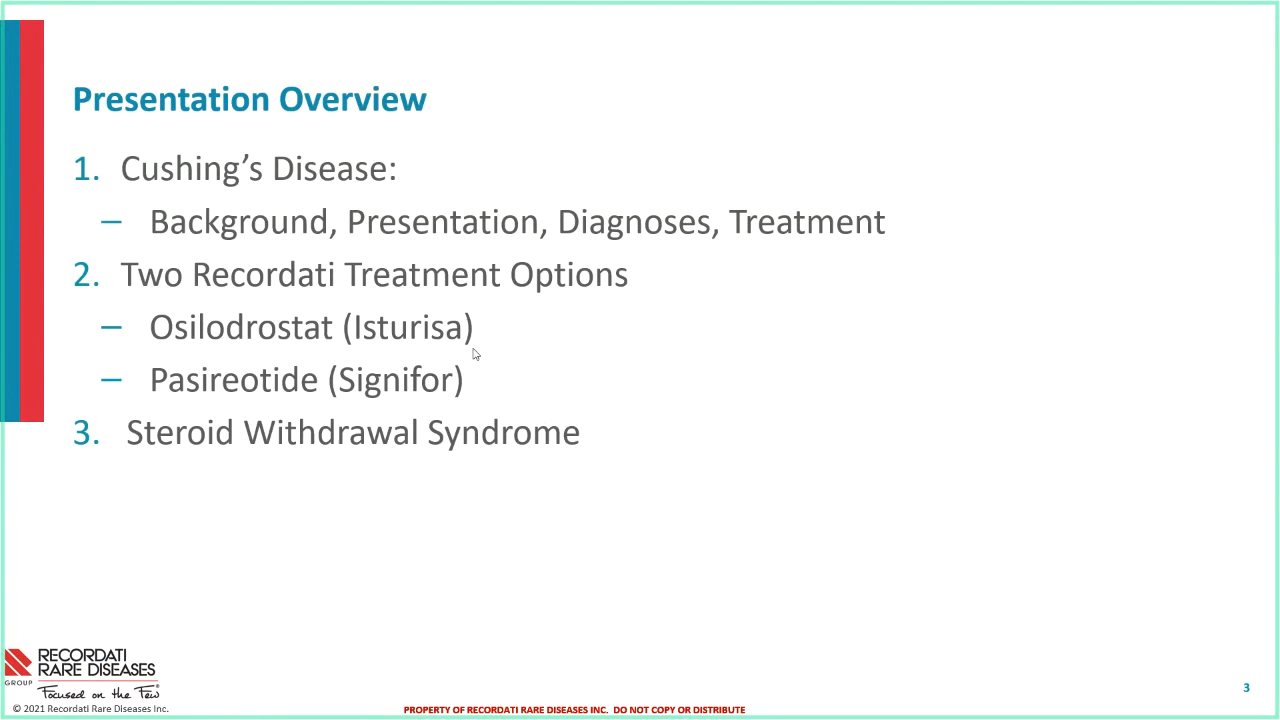 Presentation Overview
1. Cushing’s Disease:
– Background, Presentation, Diagnoses, Treatment
2. Two Recordati Treatment Options
– Osilodrostat (Isturisa)
– Pasireotide (Signifor)
3. Steroid Withdrawal Syndrome
RECORDATI
RARE DISEASES
GROUP
Focused on the Few®
© 2021 Recordati Rare Diseases Inc.
PROPERTY OF RECORDATI RARE DISEASES INC. DO NOT COPY OR DISTRIBUTE
3